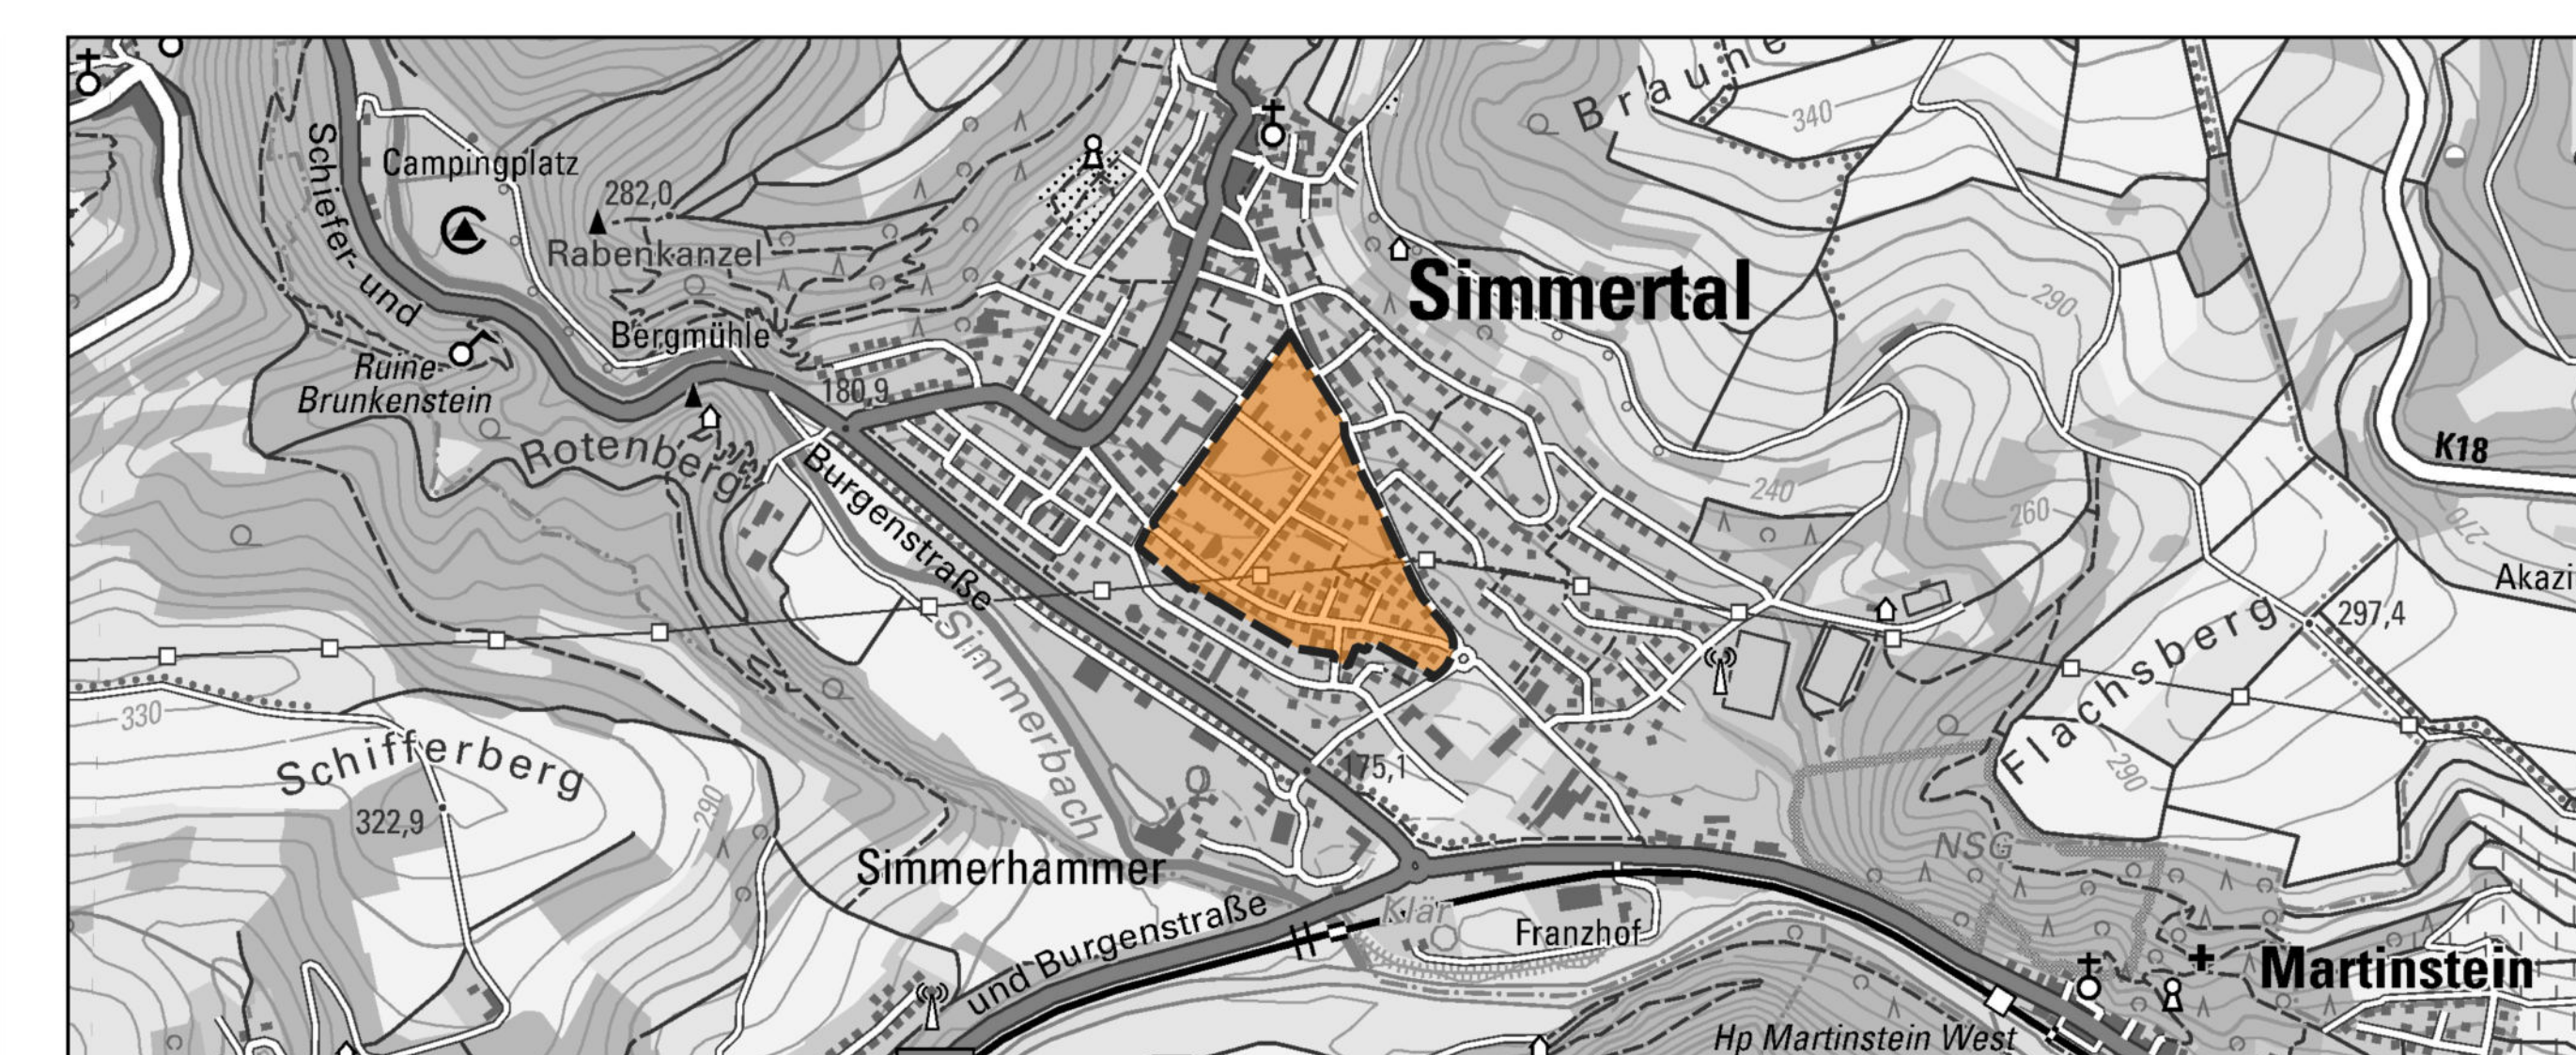 Braune
340
Schiefer- und
Campingplatz
282,0
Rabenkanzel
Simmertal
290
Bergmühle
Ruine
Brunkenstein
180,9
Rotenberg
Burgenstraße
K18
240
260
270
Akazi
297,4
Simmerbach
Flachsberg
330
Schifferberg
290
322,9
175,1
290
NSG
Simmerhammer
und Burgenstraße
Klär
Franzhof
Martinstein
Hp Martinstein West